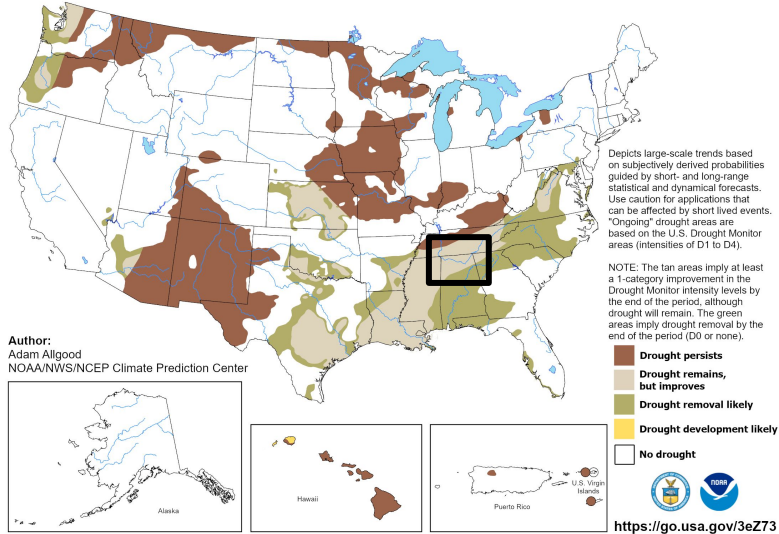 Depicts large-scale trends based
on subjectively derived probabilities
guided by short- and long-range
statistical and dynamical forecasts.
Use caution for applications that
can be affected by short lived events.
"Ongoing" drought areas are
based on the U.S. Drought Monitor
areas (intensities of D1 to D4).
NOTE: The tan areas imply at least
a 1-category improvement in the
Drought Monitor intensity levels by
the end of the period, although
drought will remain. The green
areas imply drought removal by the
end of the period (D0 or none).
Author:
Adam Allgood
NOAA/NWS/NCEP Climate Prediction Center
Drought persists
Drought remains,
but improves
Drought removal likely
Drought development likely
No drought
Alaska
Hawaii
Puerto Rico
U.S. Virgin
Islands
NOAA
https://go.usa.gov/3eZ73